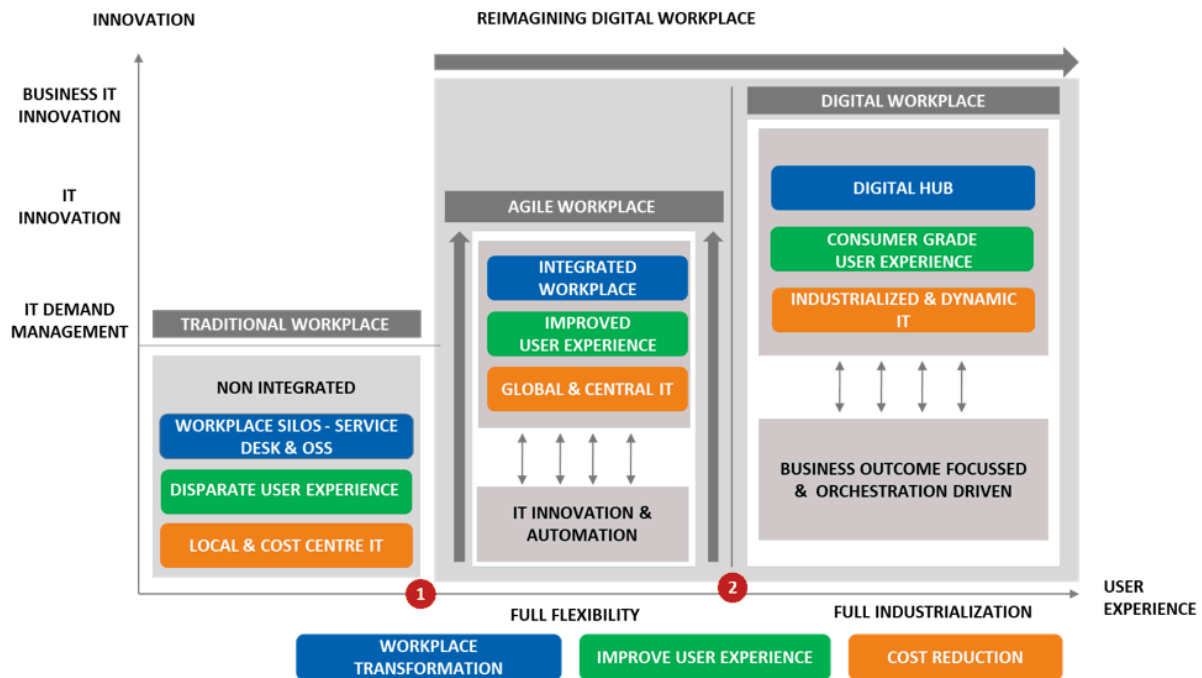 INNOVATION
REIMAGINING DIGITAL WORKPLACE
BUSINESS IT
INNOVATION
IT
INNOVATION
IT DEMAND
MANAGEMENT
TRADITIONAL WORKPLACE
NON INTEGRATED
WORKPLACE SILOS - SERVICE
DESK & OSS
DISPARATE USER EXPERIENCE
LOCAL & COST CENTRE IT
AGILE WORKPLACE
INTEGRATED
WORKPLACE
IMPROVED
USER EXPERIENCE
GLOBAL & CENTRAL IT
IT INNOVATION &
AUTOMATION
DIGITAL WORKPLACE
DIGITAL HUB
CONSUMER GRADE
USER EXPERIENCE
INDUSTRIALIZED & DYNAMIC
IT
BUSINESS OUTCOME FOCUSSED
& ORCHESTRATION DRIVEN
1
2
USER
EXPERIENCE
FULL FLEXIBILITY
FULL INDUSTRIALIZATION
WORKPLACE
TRANSFORMATION
IMPROVE USER EXPERIENCE
COST REDUCTION